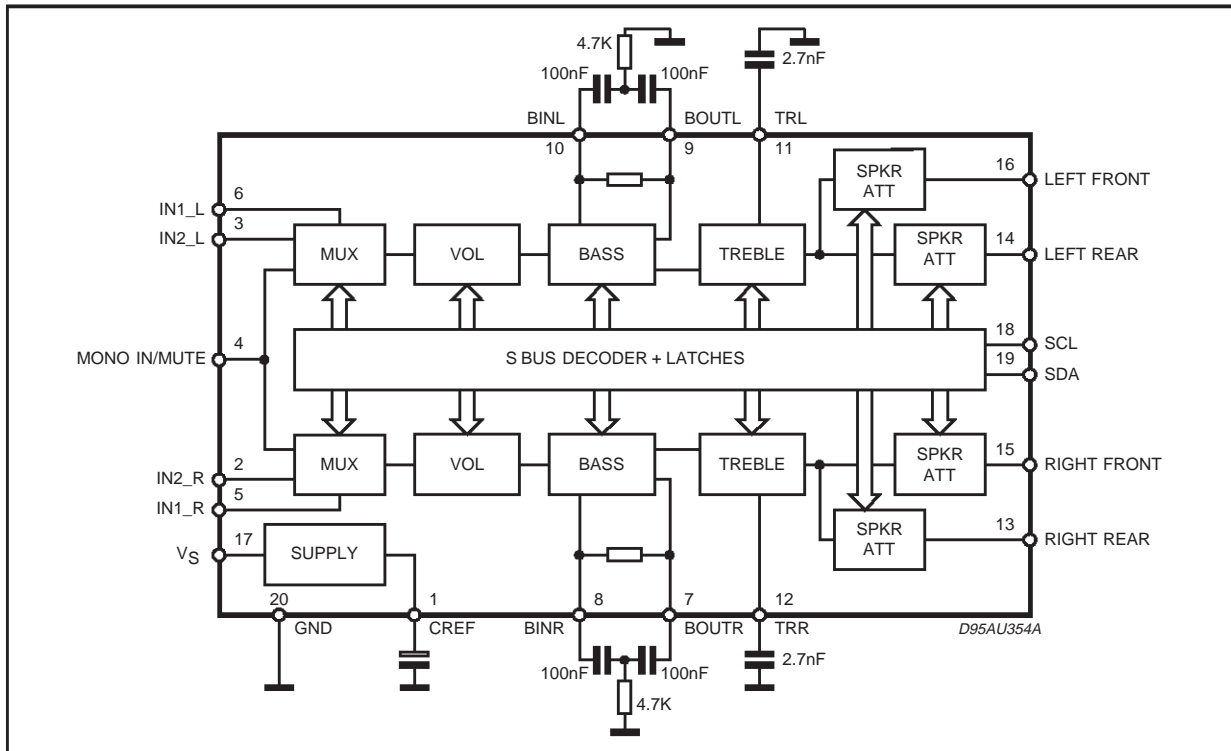 4.7K
2.7nF
100nF
100nF
BINL
BOUTL
TRL
10
9
11
16
SPKR
ATT
LEFT FRONT
6
IN1_L
3
IN2_L
MUX
VOL
BASS
TREBLE
SPKR
ATT
14
LEFT REAR
18
SCL
4
MONO IN/MUTE
S BUS DECODER + LATCHES
19
SDA
MUX
VOL
BASS
TREBLE
SPKR
ATT
15
RIGHT FRONT
2
IN2_R
5
IN1_R
17
VS
SUPPLY
SPKR
ATT
13
RIGHT REAR
20
1
8
7
12
GND
CREF
BINR
BOUTR
TRR
D95AU354A
100nF
100nF
2.7nF
4.7K